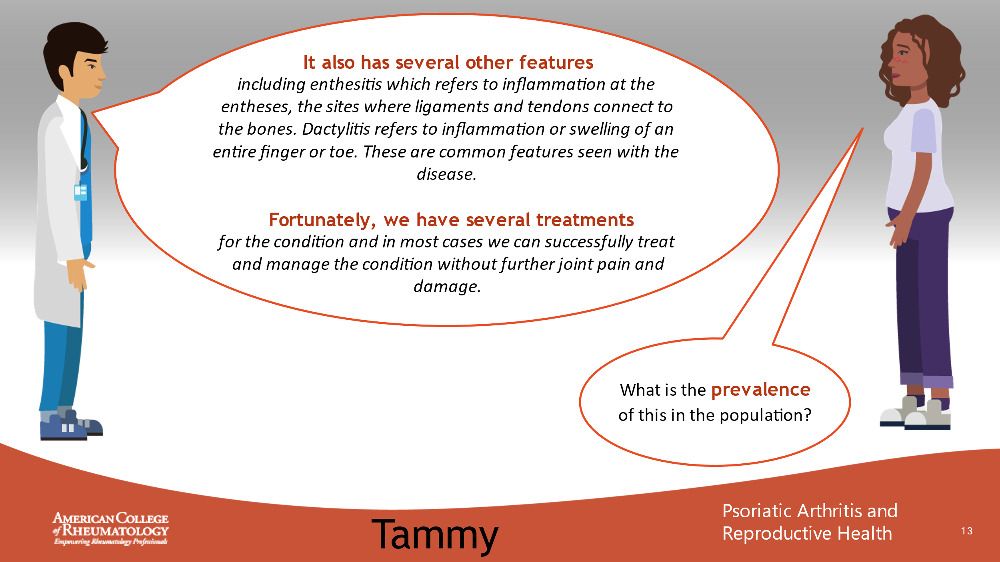 It also has several other features
including enthesitis which refers to inflammation at the
entheses, the sites where ligaments and tendons connect to
the bones. Dactylitis refers to inflammation or swelling of an
entire finger or toe. These are common features seen with the
disease.
Fortunately, we have several treatments
for the condition and in most cases we can successfully treat
and manage the condition without further joint pain and
damage.
What is the prevalence
of this in the population?
AMERICAN COLLEGE
of RHEUMATOLOGY
Empowering Rheumatology Professionals
Tammy
Psoriatic Arthritis and
Reproductive Health
13